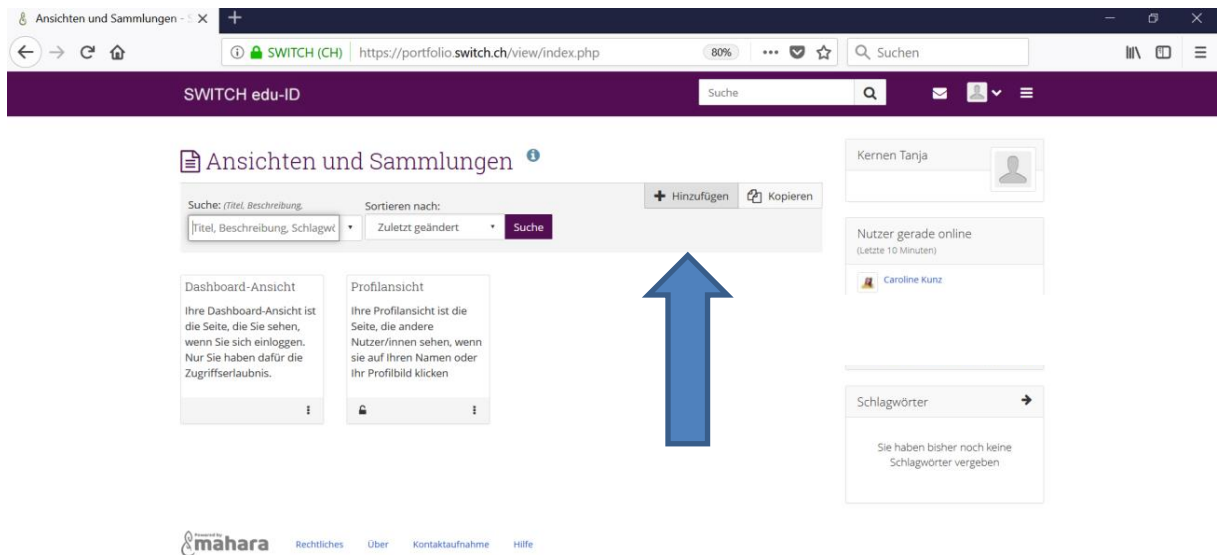 Ansichten und Sammlungen - S
SWITCH (CH) https://portfolio.switch.ch/view/index.php 80% Suchen
SWITCH edu-ID Suche
Ansichten und Sammlungen
Hinzufügen Kopieren
Suche: (Titel, Beschreibung, Sortieren nach:
Titel, Beschreibung, Schlagwö Zuletzt geändert Suche
Dashboard-Ansicht
Ihre Dashboard-Ansicht ist
die Seite, die Sie sehen,
wenn Sie sich einloggen.
Nur Sie haben dafür die
Zugriffserlaubnis.
Profilansicht
Ihre Profilansicht ist die
Seite, die andere
Nutzer/innen sehen, wenn
sie auf Ihren Namen oder
Ihr Profilbild klicken
Kernen Tanja
Nutzer gerade online
(Letzte 10 Minuten)
Caroline Kunz
Schlagwörter
Sie haben bisher noch keine
Schlagwörter vergeben
Powered by
mahara Rechtliches Über Kontaktaufnahme Hilfe